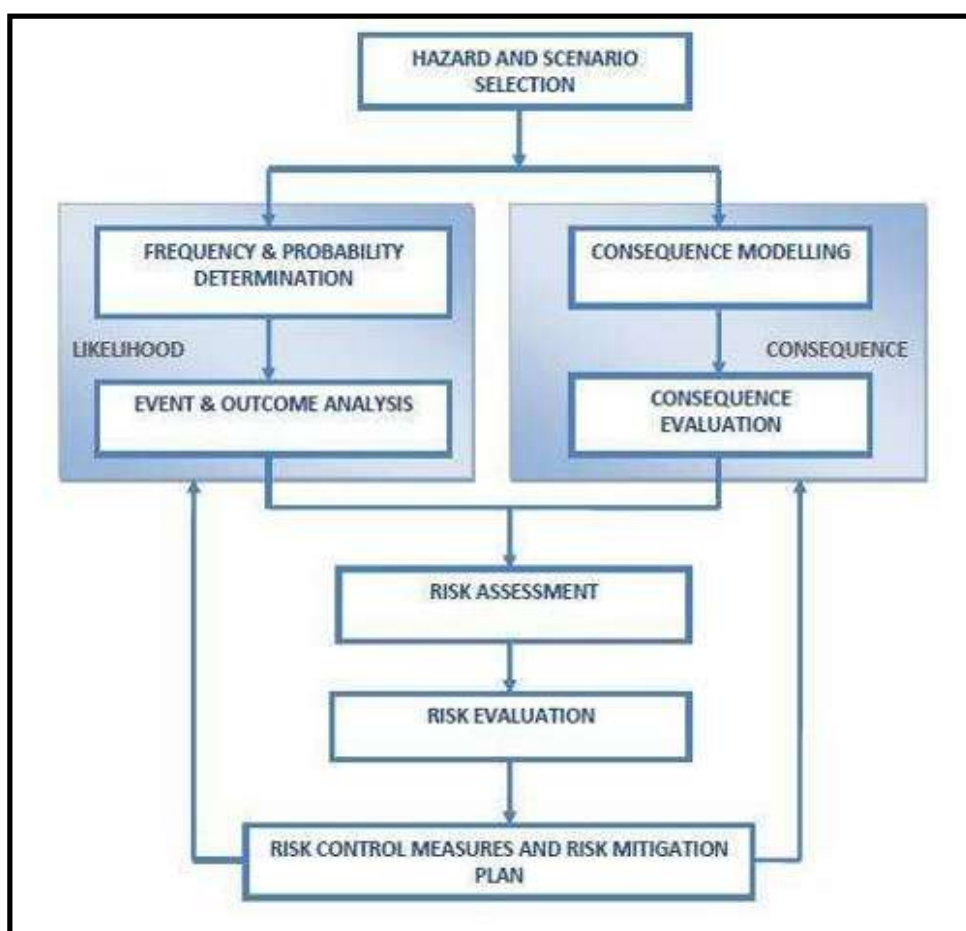 HAZARD AND SCENARIO
SELECTION
FREQUENCY & PROBABILITY
DETERMINATION
CONSEQUENCE MODELLING
LIKELIHOOD
CONSEQUENCE
EVENT & OUTCOME ANALYSIS
CONSEQUENCE
EVALUATION
RISK ASSESSMENT
RISK EVALUATION
RISK CONTROL MEASURES AND RISK MITIGATION
PLAN